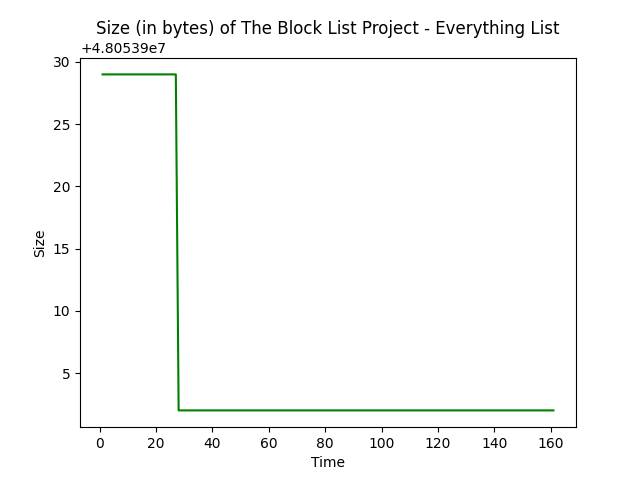 Size (in bytes) of The Block List Project - Everything List
+4.80539e7
30
25
20
15
10
5
Size
0 20 40 60 80 100 120 140 160
Time